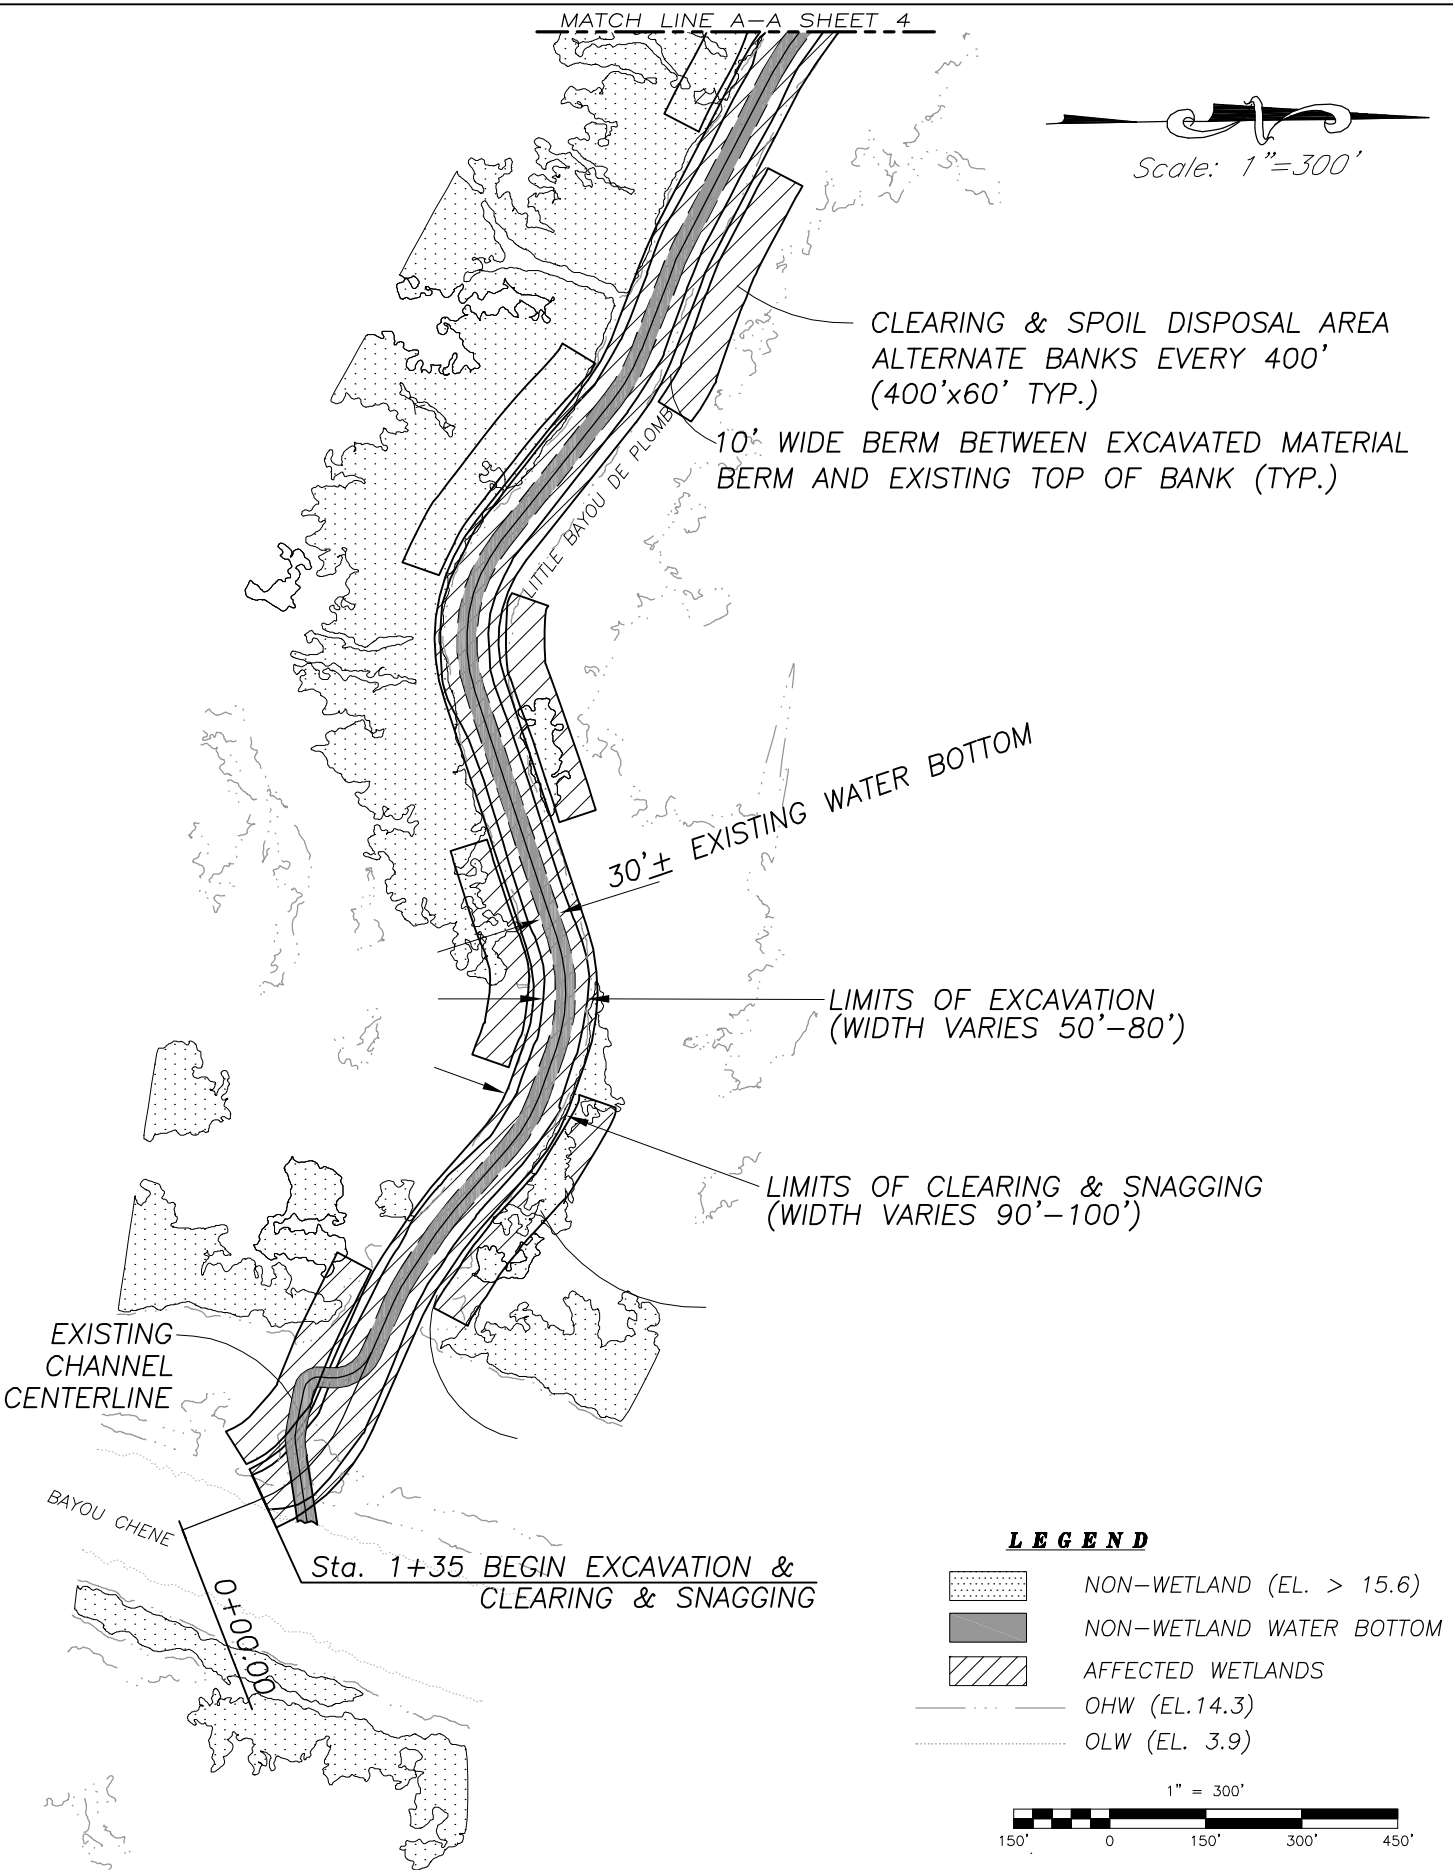 MATCH LINE A-A SHEET 4
Scale: 1"=300'
CLEARING & SPOIL DISPOSAL AREA
ALTERNATE BANKS EVERY 400'
(400'x60' TYP.)
10' WIDE BERM BETWEEN EXCAVATED MATERIAL
BERM AND EXISTING TOP OF BANK (TYP.)
LITTLE BAYOU DE PLOMB
30'± EXISTING WATER BOTTOM
LIMITS OF EXCAVATION
(WIDTH VARIES 50'-80')
LIMITS OF CLEARING & SNAGGING
(WIDTH VARIES 90'-100')
EXISTING
CHANNEL
CENTERLINE
BAYOU CHENE
Sta. 1+35 BEGIN EXCAVATION &
CLEARING & SNAGGING
0+00.00
LEGEND
NON-WETLAND (EL. > 15.6)
NON-WETLAND WATER BOTTOM
AFFECTED WETLANDS
OHW (EL.14.3)
OLW (EL. 3.9)
1" = 300'
150' 0 150' 300' 450'